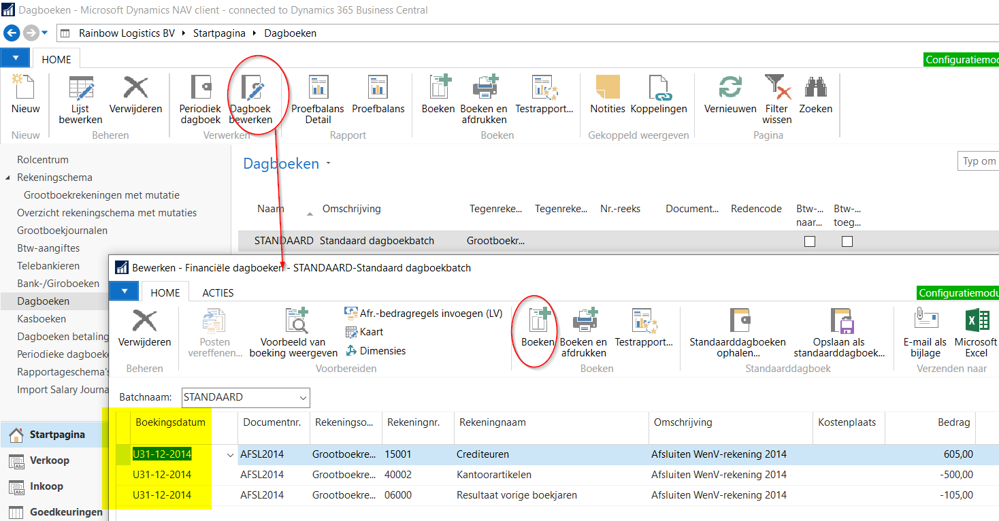 Dagboeken - Microsoft Dynamics NAV client - connected to Dynamics 365 Business Central
Rainbow Logistics BV ▸ Startpagina ▸ Dagboeken
HOME
Configuratiemod
Nieuw
Lijst bewerken
Verwijderen
Periodiek dagboek
Dagboek bewerken
Proefbalans Detail
Proefbalans
Boeken
Boeken en afdrukken
Testrapport...
Notities
Koppelingen
Vernieuwen
Filter wissen
Zoeken
Nieuw
Beheren
Verwerken
Rapport
Boeken
Gekoppeld weergeven
Pagina
Rolcentrum
Rekeningschema
Grootboekrekeningen met mutatie
Overzicht rekeningschema met mutaties
Grootboekjournalen
Btw-aangiftes
Telebankieren
Bank-/Giroboeken
Dagboeken
Kasboeken
Dagboeken betaling
Periodieke dagboeke
Rapportageschema's
Import Salary Journa
Startpagina
Verkoop
Inkoop
Goedkeuringen
Dagboeken
Typ om
Naam Omschrijving Tegenreke... Tegenreke... Nr.-reeks Document... Redencode Btw-... naar... Btw-... toeg...
STANDAARD Standaard dagboekbatch Grootboekr...
Bewerken - Financiële dagboeken - STANDAARD-Standaard dagboekbatch
HOME ACTIES
Configuratiemodu
Verwijderen
Posten vereffenen...
Voorbeeld van boeking weergeven
Afr.-bedragregels invoegen (LV)
Kaart
Dimensies
Boeken
Boeken en afdrukken
Testrapport...
Standaarddagboeken ophalen...
Opslaan als standaarddagboek...
E-mail als bijlage
Microsoft Excel
Beheren
Voorbereiden
Boeken
Standaarddagboek
Verzenden naar
Batchnaam: STANDAARD
Boekingsdatum Documentnr. Rekeningso... Rekeningnr. Rekeningnaam Omschrijving Kostenplaats Bedrag
U31-12-2014 AFSL2014 Grootboekre... 15001 Crediteuren Afsluiten WenV-rekening 2014 605,00
U31-12-2014 AFSL2014 Grootboekre... 40002 Kantoorartikelen Afsluiten WenV-rekening 2014 -500,00
U31-12-2014 AFSL2014 Grootboekre... 06000 Resultaat vorige boekjaren Afsluiten WenV-rekening 2014 -105,00